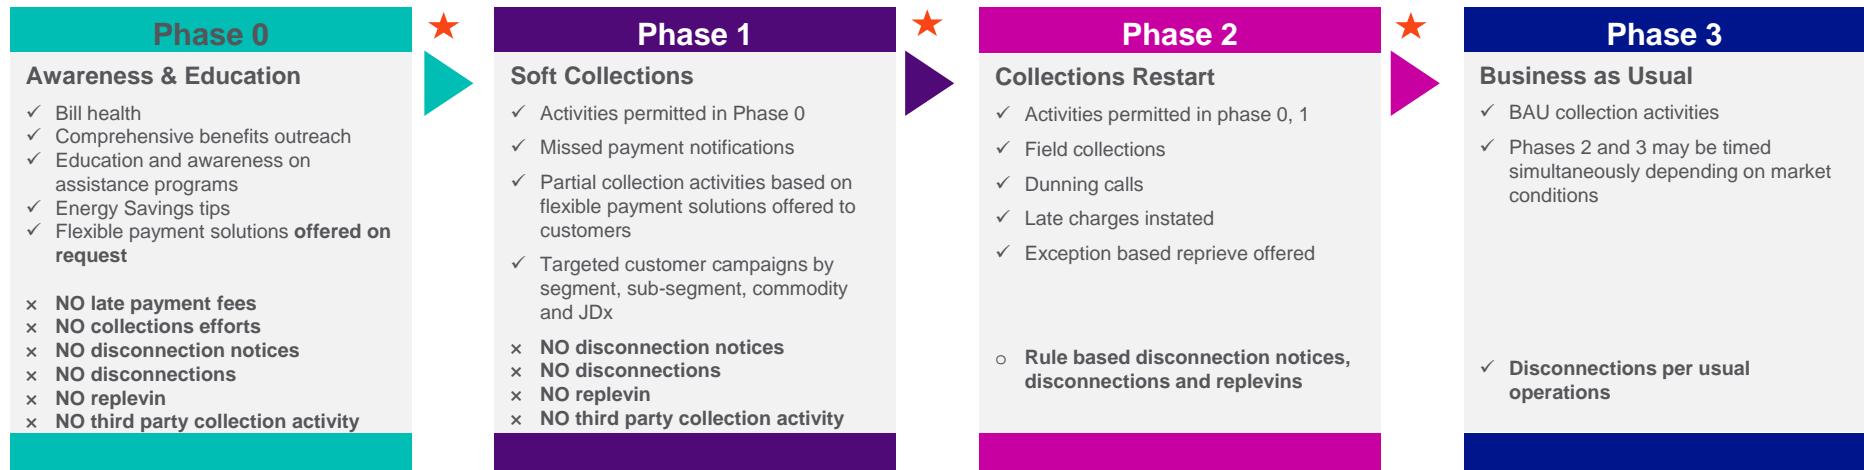 Phase 0
Awareness & Education
✓ Bill health
✓ Comprehensive benefits outreach
✓ Education and awareness on
assistance programs
✓ Energy Savings tips
✓ Flexible payment solutions offered on
request
× NO late payment fees
× NO collections efforts
× NO disconnection notices
× NO disconnections
× NO replevin
× NO third party collection activity
Phase 1
Soft Collections
✓ Activities permitted in Phase 0
✓ Missed payment notifications
✓ Partial collection activities based on
flexible payment solutions offered to
customers
✓ Targeted customer campaigns by
segment, sub-segment, commodity
and JDx
× NO disconnection notices
× NO disconnections
× NO replevin
× NO third party collection activity
Phase 2
Collections Restart
✓ Activities permitted in phase 0, 1
✓ Field collections
✓ Dunning calls
✓ Late charges instated
✓ Exception based reprieve offered
○ Rule based disconnection notices,
disconnections and replevins
Phase 3
Business as Usual
✓ BAU collection activities
✓ Phases 2 and 3 may be timed
simultaneously depending on market
conditions
✓ Disconnections per usual
operations